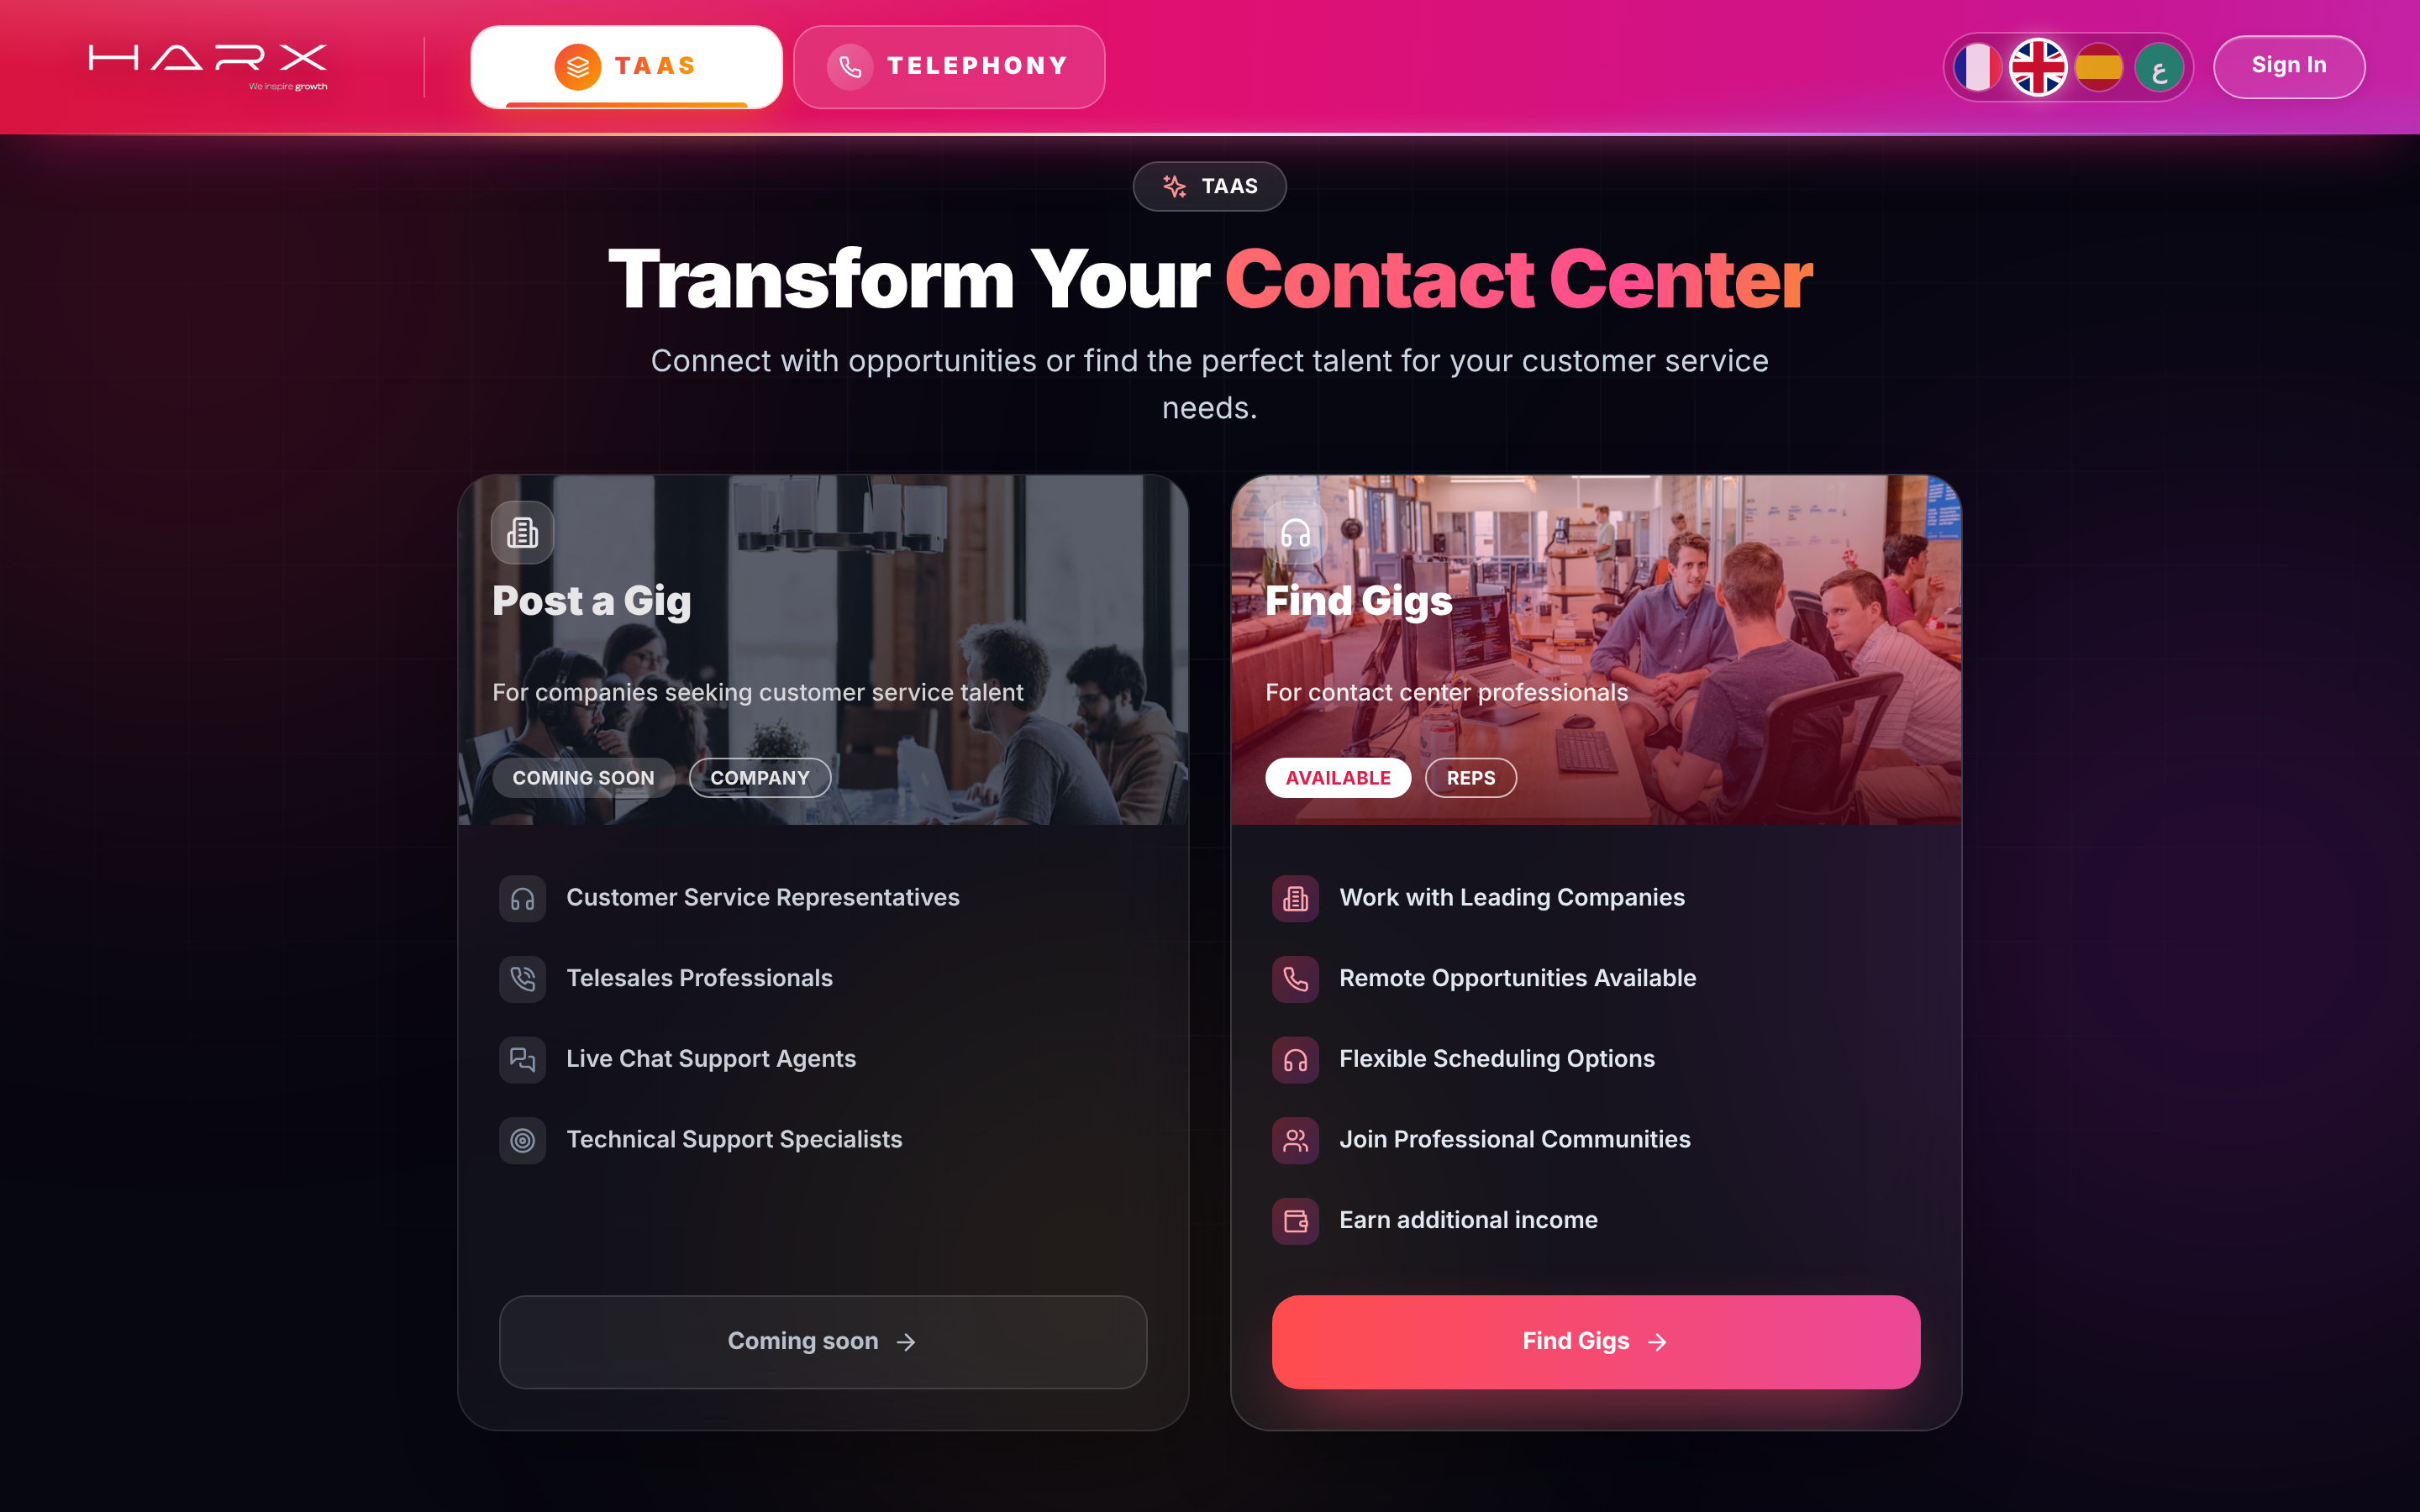 HARX
We inspire growth
TAAS
TELEPHONY
ع
Sign In
TAAS
Transform Your Contact Center
Connect with opportunities or find the perfect talent for your customer service
needs.
Post a Gig
For companies seeking customer service talent
COMING SOON
COMPANY
Customer Service Representatives
Telesales Professionals
Live Chat Support Agents
Technical Support Specialists
Coming soon
Find Gigs
For contact center professionals
AVAILABLE
REPS
Work with Leading Companies
Remote Opportunities Available
Flexible Scheduling Options
Join Professional Communities
Earn additional income
Find Gigs